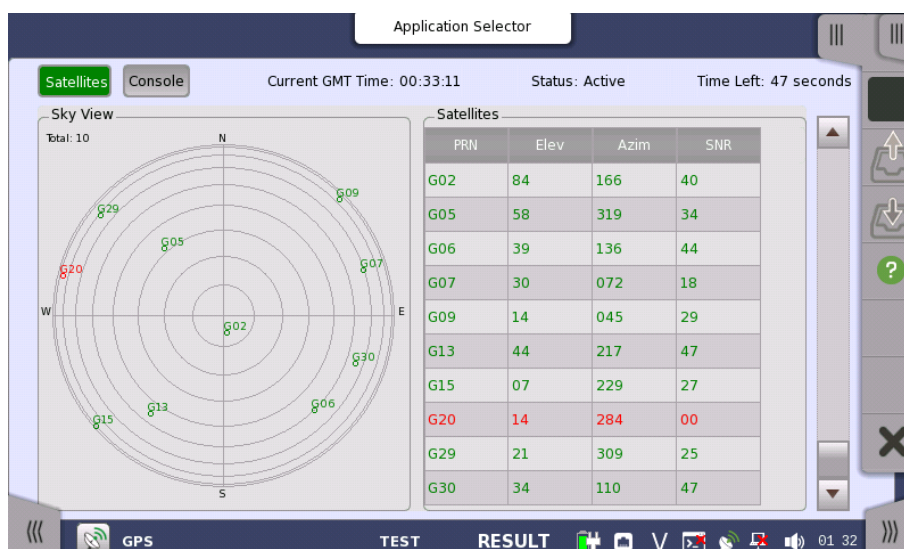 Application Selector
Satellites Console Current GMT Time: 00:33:11 Status: Active Time Left: 47 seconds
Sky View
Total: 10
N
G09
G29
G05
G20
G07
W
E
G02
G30
G06
G13
G15
S
Satellites
PRN Elev Azim SNR
G02 84 166 40
G05 58 319 34
G06 39 136 44
G07 30 072 18
G09 14 045 29
G13 44 217 47
G15 07 229 27
G20 14 284 00
G29 21 309 25
G30 34 110 47
GPS TEST RESULT V 01 32